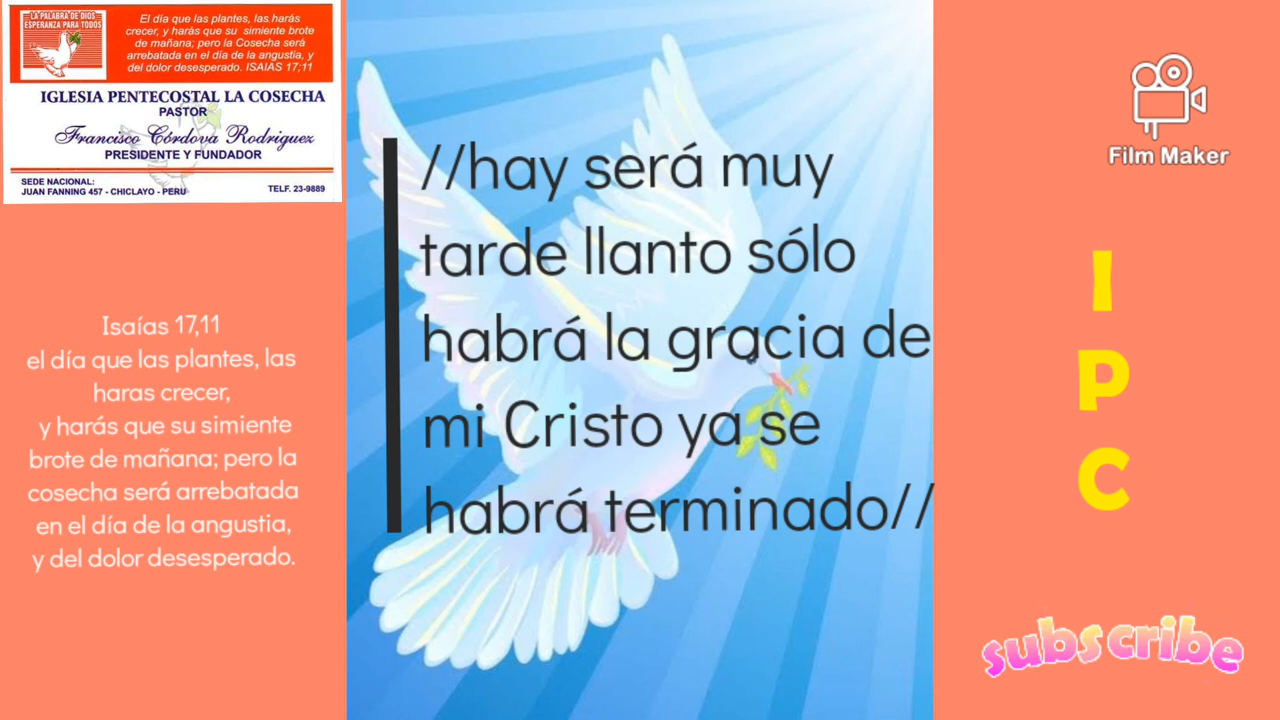 LA PALABRA DE DIOS
ESPERANZA PARA TODOS
El día que las plantes, las harás
crecer, y harás que su simiente brote
de mañana; pero la Cosecha será
arrebatada en el día de la angustia, y
del dolor desesperado. ISAIAS 17;11
IGLESIA PENTECOSTAL LA COSECHA
PASTOR
Francisco Córdova Rodriguez
PRESIDENTE Y FUNDADOR
SEDE NACIONAL:
JUAN FANNING 457 - CHICLAYO - PERU
TELF. 23-9889
Isaías 17,11
el día que las plantes, las
haras crecer,
y harás que su simiente
brote de mañana; pero la
cosecha será arrebatada
en el día de la angustia,
y del dolor desesperado.
//hay será muy
tarde llanto sólo
habrá la gracia de
mi Cristo ya se
habrá terminado//
Film Maker
I
P
C
subscribe